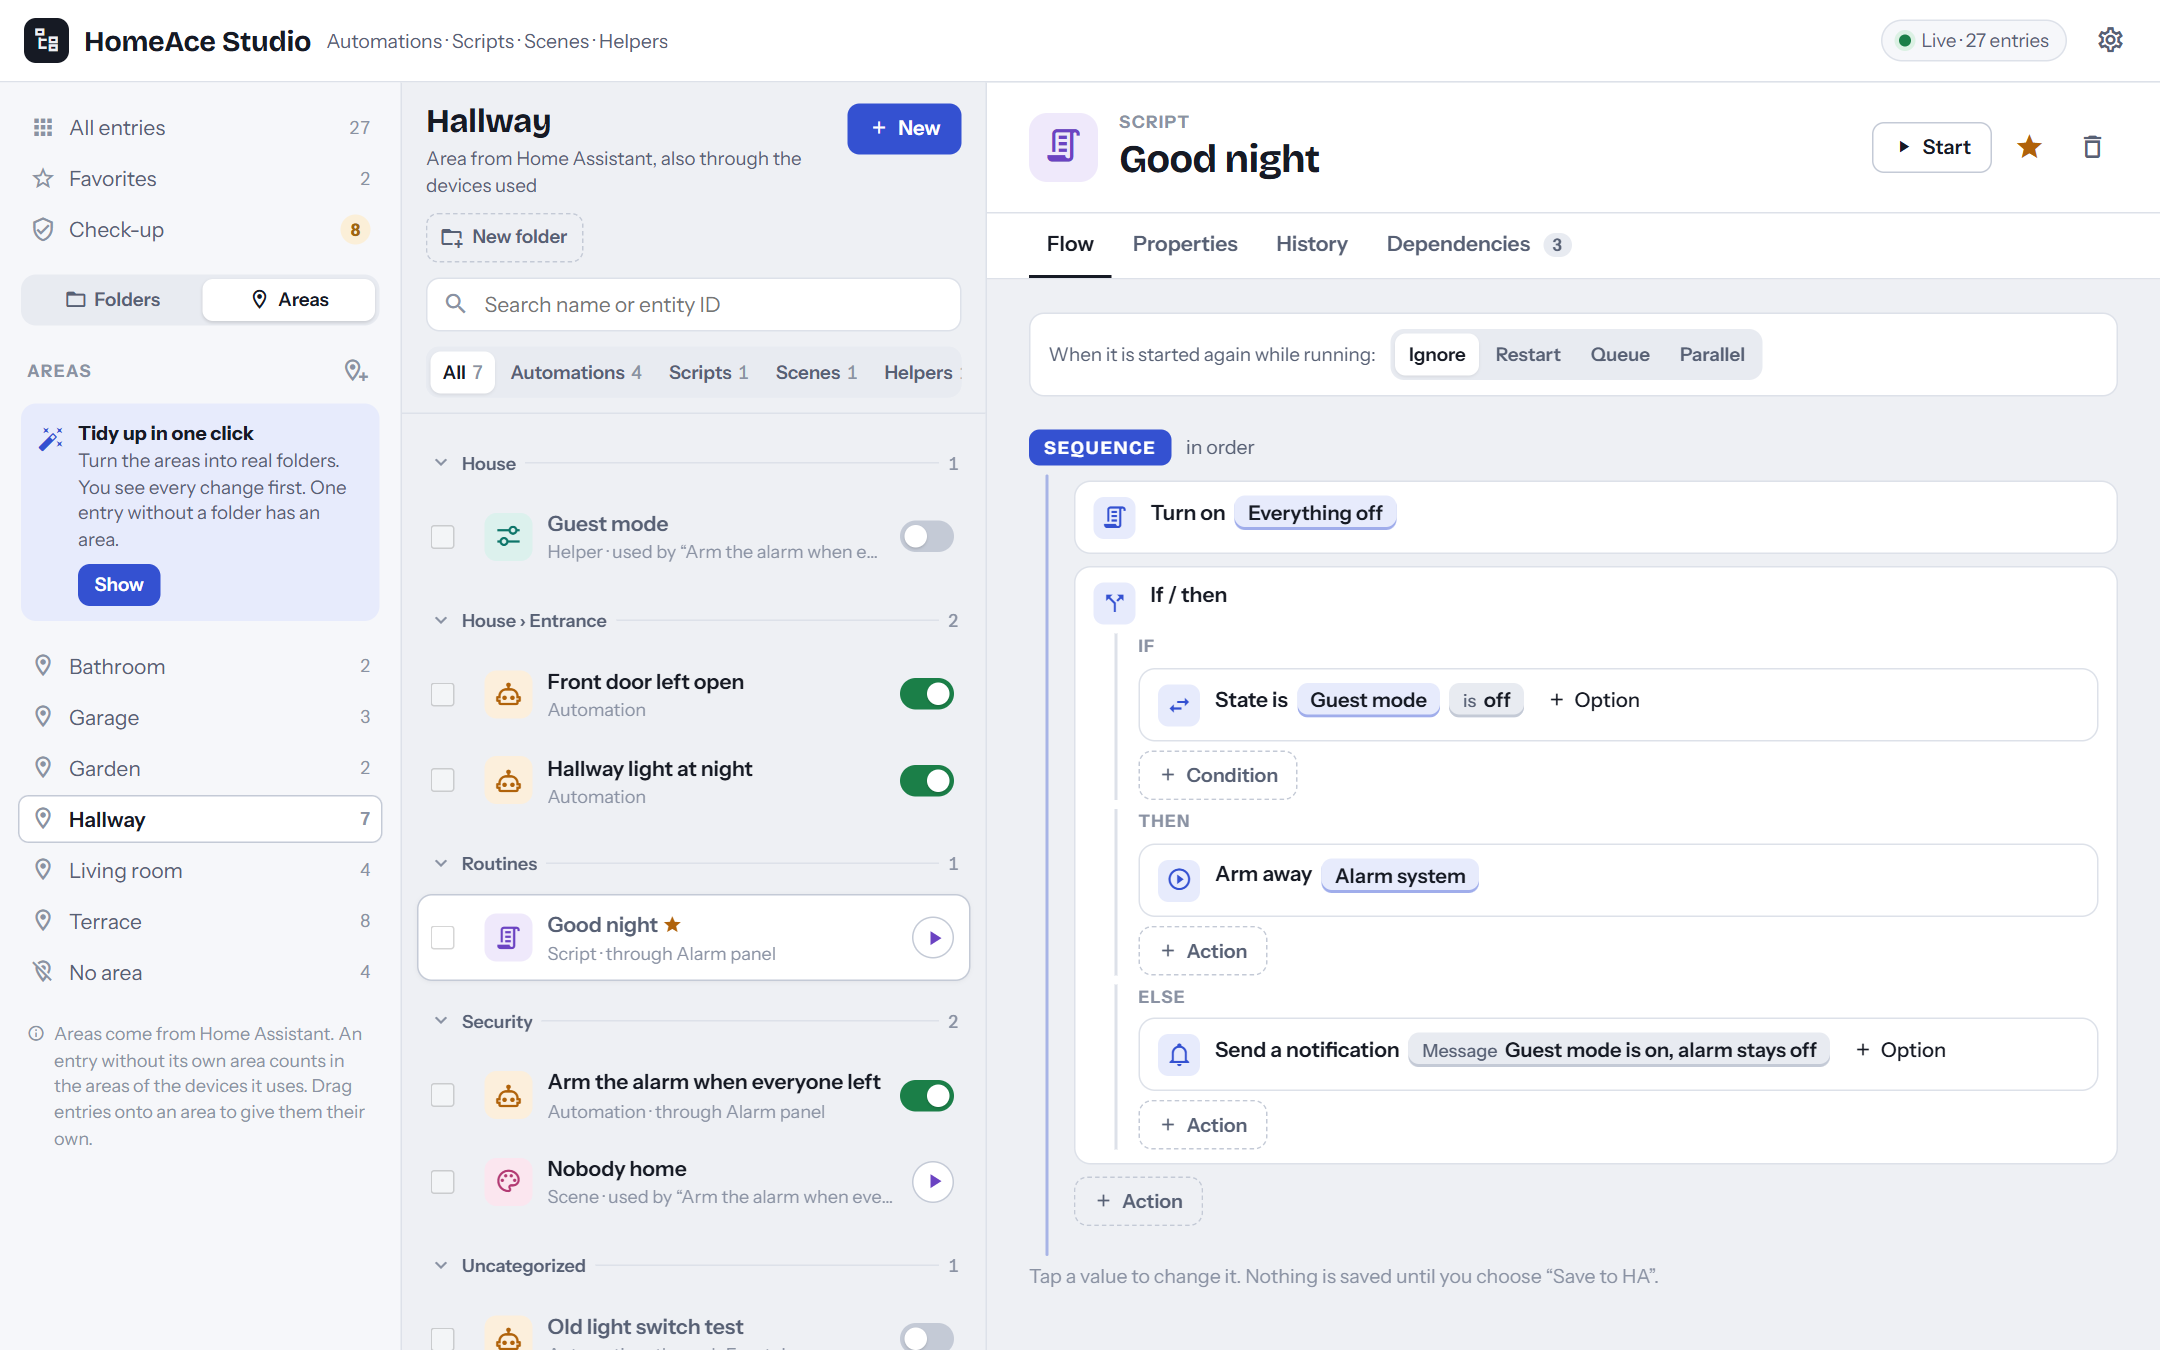 HomeAce Studio Automations · Scripts · Scenes · Helpers
Live · 27 entries
All entries 27
Favorites 2
Check-up 8
Folders Areas
AREAS
Tidy up in one click
Turn the areas into real folders.
You see every change first. One
entry without a folder has an
area.
Show
Bathroom 2
Garage 3
Garden 2
Hallway 7
Living room 4
Terrace 8
No area 4
Areas come from Home Assistant. An
entry without its own area counts in
the areas of the devices it uses. Drag
entries onto an area to give them their
own.
Hallway
+ New
Area from Home Assistant, also through the
devices used
New folder
Search name or entity ID
All 7 Automations 4 Scripts 1 Scenes 1 Helpers
House 1
Guest mode
Helper · used by “Arm the alarm when e...
House › Entrance 2
Front door left open
Automation
Hallway light at night
Automation
Routines 1
Good night
Script · through Alarm panel
Security 2
Arm the alarm when everyone left
Automation · through Alarm panel
Nobody home
Scene · used by “Arm the alarm when eve...
Uncategorized 1
Old light switch test
SCRIPT
Good night
Start
Flow Properties History Dependencies 3
When it is started again while running: Ignore Restart Queue Parallel
SEQUENCE in order
Turn on Everything off
If / then
IF
State is Guest mode is off + Option
+ Condition
THEN
Arm away Alarm system
+ Action
ELSE
Send a notification Message Guest mode is on, alarm stays off + Option
+ Action
+ Action
Tap a value to change it. Nothing is saved until you choose “Save to HA”.